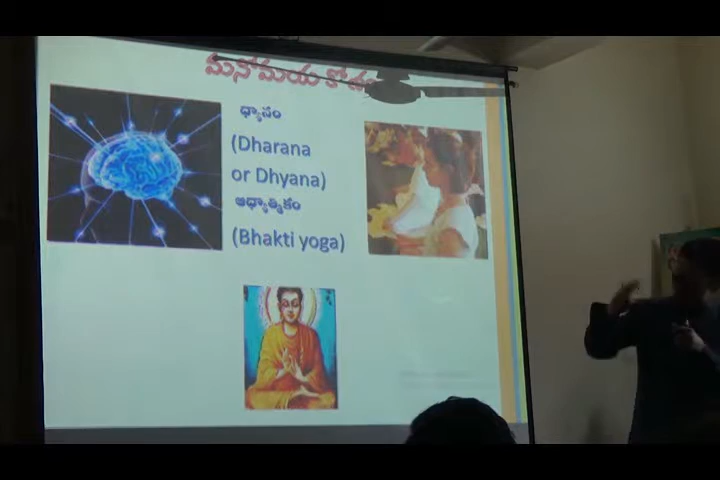 మనోమయ కోశం
ధ్యానం
(Dharana
or Dhyana)
ఆధ్యాత్మికం
(Bhakti yoga)